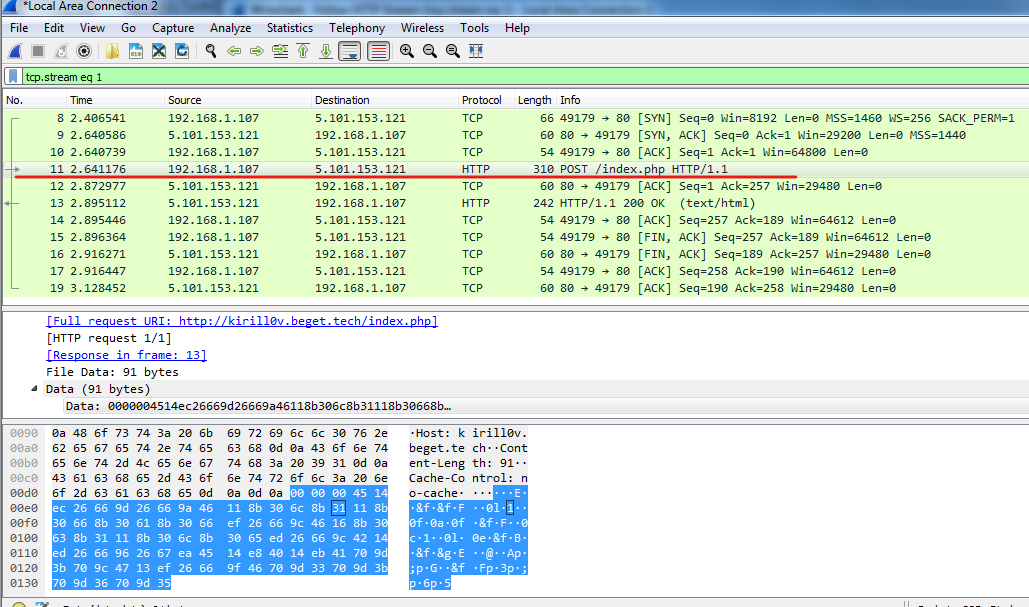 *Local Area Connection 2
File Edit View Go Capture Analyze Statistics Telephony Wireless Tools Help
tcp.stream eq 1
No. Time Source Destination Protocol Length Info
8 2.406541 192.168.1.107 5.101.153.121 TCP 66 49179 → 80 [SYN] Seq=0 Win=8192 Len=0 MSS=1460 WS=256 SACK_PERM=1
9 2.640586 5.101.153.121 192.168.1.107 TCP 60 80 → 49179 [SYN, ACK] Seq=0 Ack=1 Win=29200 Len=0 MSS=1440
10 2.640739 192.168.1.107 5.101.153.121 TCP 54 49179 → 80 [ACK] Seq=1 Ack=1 Win=64800 Len=0
11 2.641176 192.168.1.107 5.101.153.121 HTTP 310 POST /index.php HTTP/1.1
12 2.872977 5.101.153.121 192.168.1.107 TCP 60 80 → 49179 [ACK] Seq=1 Ack=257 Win=29480 Len=0
13 2.895112 5.101.153.121 192.168.1.107 HTTP 242 HTTP/1.1 200 OK (text/html)
14 2.895446 192.168.1.107 5.101.153.121 TCP 54 49179 → 80 [ACK] Seq=257 Ack=189 Win=64612 Len=0
15 2.896364 192.168.1.107 5.101.153.121 TCP 54 49179 → 80 [FIN, ACK] Seq=257 Ack=189 Win=64612 Len=0
16 2.916271 5.101.153.121 192.168.1.107 TCP 60 80 → 49179 [FIN, ACK] Seq=189 Ack=257 Win=29480 Len=0
17 2.916447 192.168.1.107 5.101.153.121 TCP 54 49179 → 80 [ACK] Seq=258 Ack=190 Win=64612 Len=0
19 3.128452 5.101.153.121 192.168.1.107 TCP 60 80 → 49179 [ACK] Seq=190 Ack=258 Win=29480 Len=0
[Full request URI: http://kirill0v.beget.tech/index.php]
[HTTP request 1/1]
[Response in frame: 13]
File Data: 91 bytes
Data (91 bytes)
Data: 0000004514ec26669d26669a46118b306c8b31118b30668b…
0090 0a 48 6f 73 74 3a 20 6b 69 72 69 6c 6c 30 76 2e ·Host: k irill0v.
00a0 62 65 67 65 74 2e 74 65 63 68 0d 0a 43 6f 6e 74 beget.te ch··Cont
00b0 65 6e 74 2d 4c 65 6e 67 74 68 3a 20 39 31 0d 0a ent-Leng th: 91··
00c0 43 61 63 68 65 2d 43 6f 6e 74 72 6f 6c 3a 20 6e Cache-Co ntrol: n
00d0 6f 2d 63 61 63 68 65 0d 0a 0d 0a 00 00 00 45 14 o-cache· ······E·
00e0 ec 26 66 9d 26 66 9a 46 11 8b 30 6c 8b 31 11 8b ·&f·&f·F ··0l·1··
00f0 30 66 8b 30 61 8b 30 66 ef 26 66 9c 46 16 8b 30 0f·0a·0f ·&f·F··0
0100 63 8b 31 11 8b 30 6c 8b 30 65 ed 26 66 9c 42 14 c·1··0l· 0e·&f·B·
0110 ed 26 66 96 26 67 ea 45 14 e8 40 14 eb 41 70 9d ·&f·&g·E ··@··Ap·
0120 3b 70 9c 47 13 ef 26 66 9f 46 70 9d 33 70 9d 3b ;p·G··&f ·Fp·3p·;
0130 70 9d 36 70 9d 35 p·6p·5